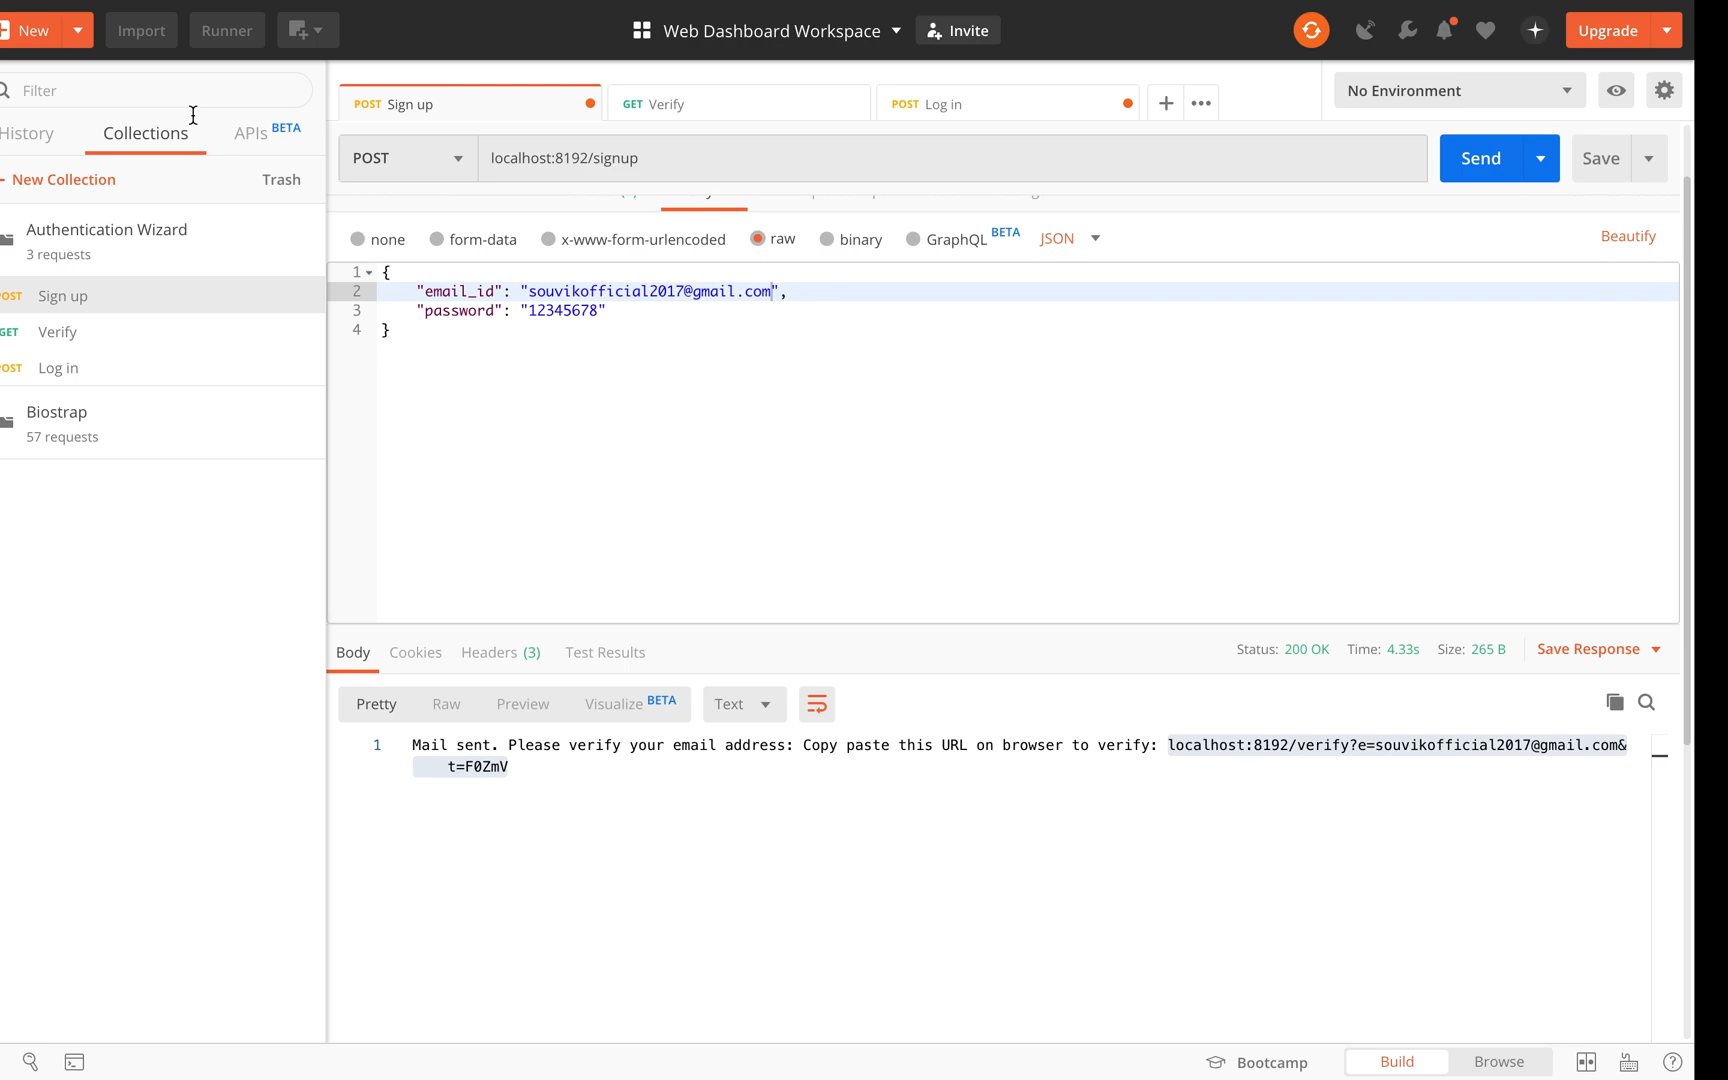 New
Import
Runner
Web Dashboard Workspace
Invite
Upgrade
Filter
History
Collections
APIs BETA
New Collection
Trash
Authentication Wizard
3 requests
POST Sign up
GET Verify
POST Log in
Biostrap
57 requests
POST Sign up
GET Verify
POST Log in
No Environment
POST
localhost:8192/signup
Send
Save
none
form-data
x-www-form-urlencoded
raw
binary
GraphQL BETA
JSON
Beautify
1 {
2 "email_id": "souvikofficial2017@gmail.com",
3 "password": "12345678"
4 }
Body
Cookies
Headers (3)
Test Results
Status: 200 OK
Time: 4.33s
Size: 265 B
Save Response
Pretty
Raw
Preview
Visualize BETA
Text
1 Mail sent. Please verify your email address: Copy paste this URL on browser to verify: localhost:8192/verify?e=souvikofficial2017@gmail.com&
t=F0ZmV
Bootcamp
Build
Browse